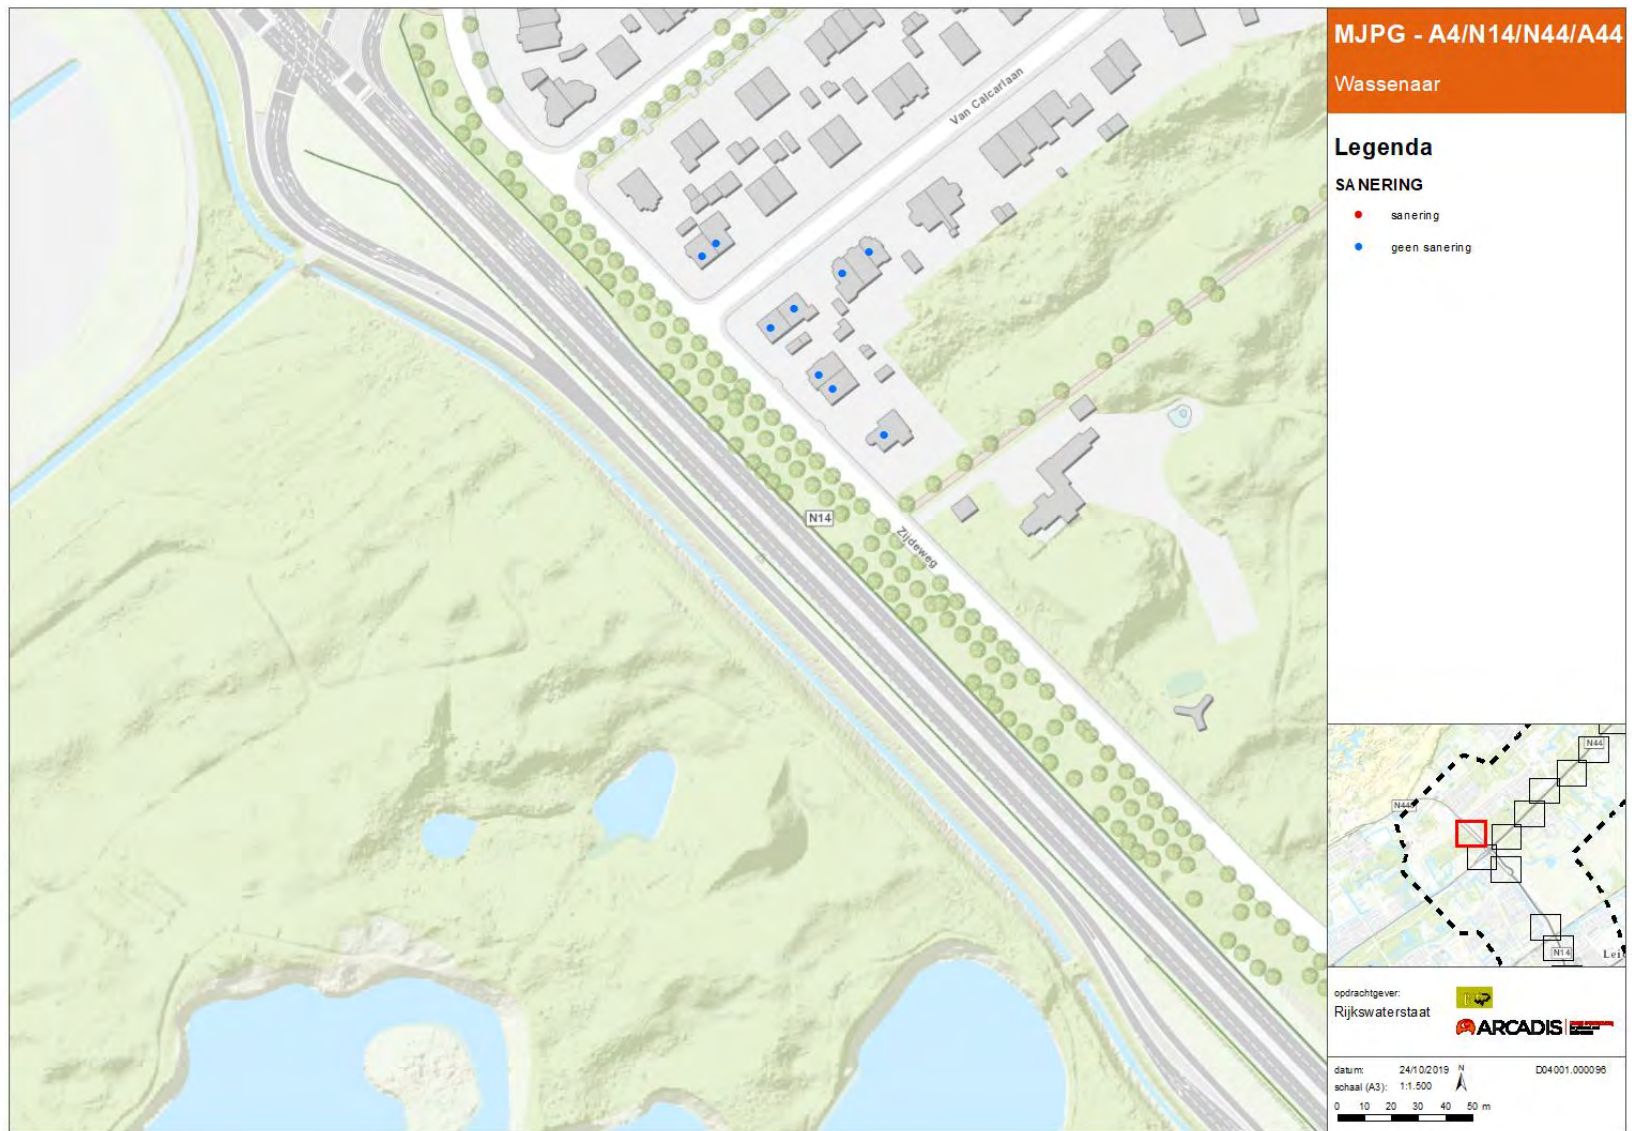 Van Calcarlaan
N14
Zijdeweg
MJPG - A4/N14/N44/A44
Wassenaar
Legenda
SANERING
sanering
geen sanering
N44
N14
opdrachtgever:
Rijkswaterstaat
ARCADIS
datum: 24/10/2019 N D04001.000096
schaal (A3): 1:1.500
0 10 20 30 40 50 m